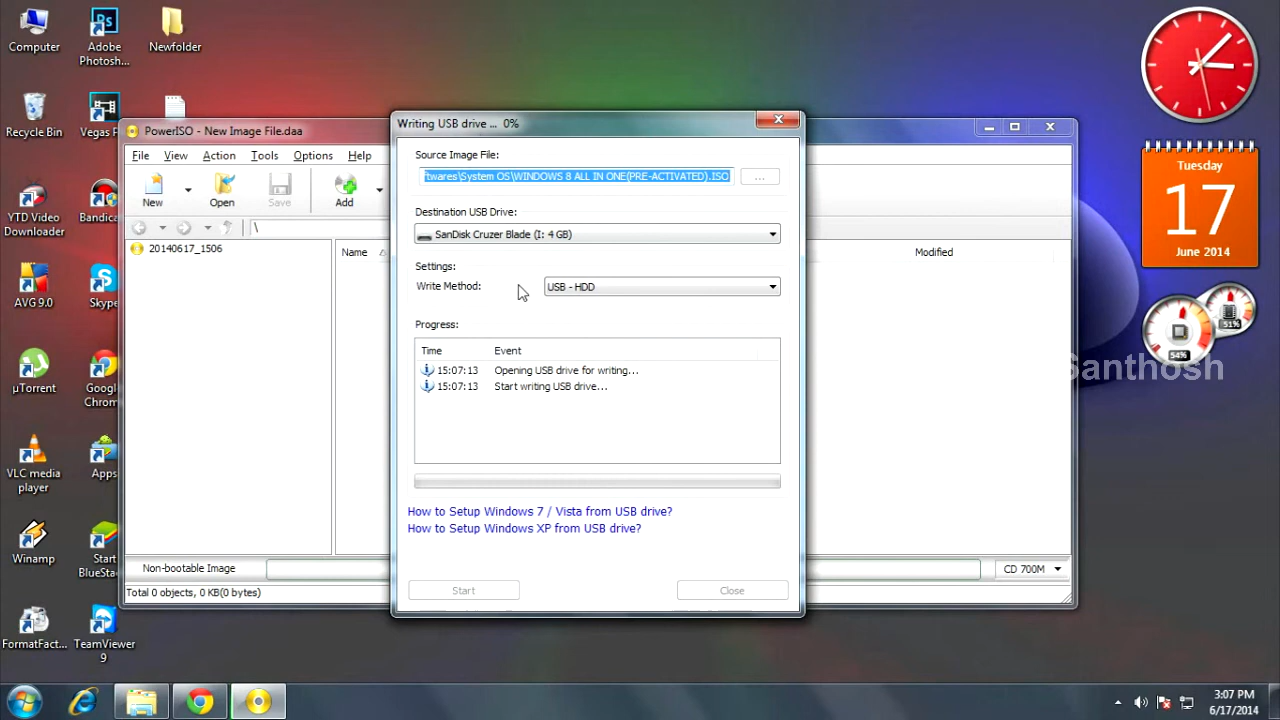 Computer
Adobe
Photosh...
Newfolder
Recycle Bin
Vegas P
YTD Video
Downloader
Bandica
AVG 9.0
Skype
µTorrent
Google
Chrom
VLC media
player
Apps
Winamp
Start
BlueStac
FormatFact...
TeamViewer
9
PowerISO - New Image File.daa
File View Action Tools Options Help
New
Open
Save
Add
\
20140617_1506
Name
Modified
Non-bootable Image
CD 700M
Total 0 objects, 0 KB(0 bytes)
Writing USB drive ... 0%
Source Image File:
ftwares\System OS\WINDOWS 8 ALL IN ONE(PRE-ACTIVATED).ISO
...
Destination USB Drive:
SanDisk Cruzer Blade (I: 4 GB)
Settings:
Write Method:
USB - HDD
Progress:
Time Event
15:07:13 Opening USB drive for writing...
15:07:13 Start writing USB drive...
How to Setup Windows 7 / Vista from USB drive?
How to Setup Windows XP from USB drive?
Start
Close
Tuesday
17
June 2014
51%
54%
Santhosh
3:07 PM
6/17/2014